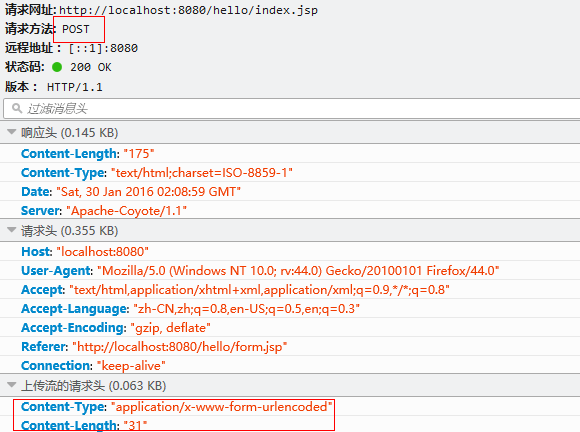 请求网址:http://localhost:8080/hello/index.jsp
请求方法: POST
远程地址: [::1]:8080
状态码: 200 OK
版本: HTTP/1.1
过滤消息头
响应头 (0.145 KB)
Content-Length: "175"
Content-Type: "text/html;charset=ISO-8859-1"
Date: "Sat, 30 Jan 2016 02:08:59 GMT"
Server: "Apache-Coyote/1.1"
请求头 (0.355 KB)
Host: "localhost:8080"
User-Agent: "Mozilla/5.0 (Windows NT 10.0; rv:44.0) Gecko/20100101 Firefox/44.0"
Accept: "text/html,application/xhtml+xml,application/xml;q=0.9,*/*;q=0.8"
Accept-Language: "zh-CN,zh;q=0.8,en-US;q=0.5,en;q=0.3"
Accept-Encoding: "gzip, deflate"
Referer: "http://localhost:8080/hello/form.jsp"
Connection: "keep-alive"
上传流的请求头 (0.063 KB)
Content-Type: "application/x-www-form-urlencoded"
Content-Length: "31"